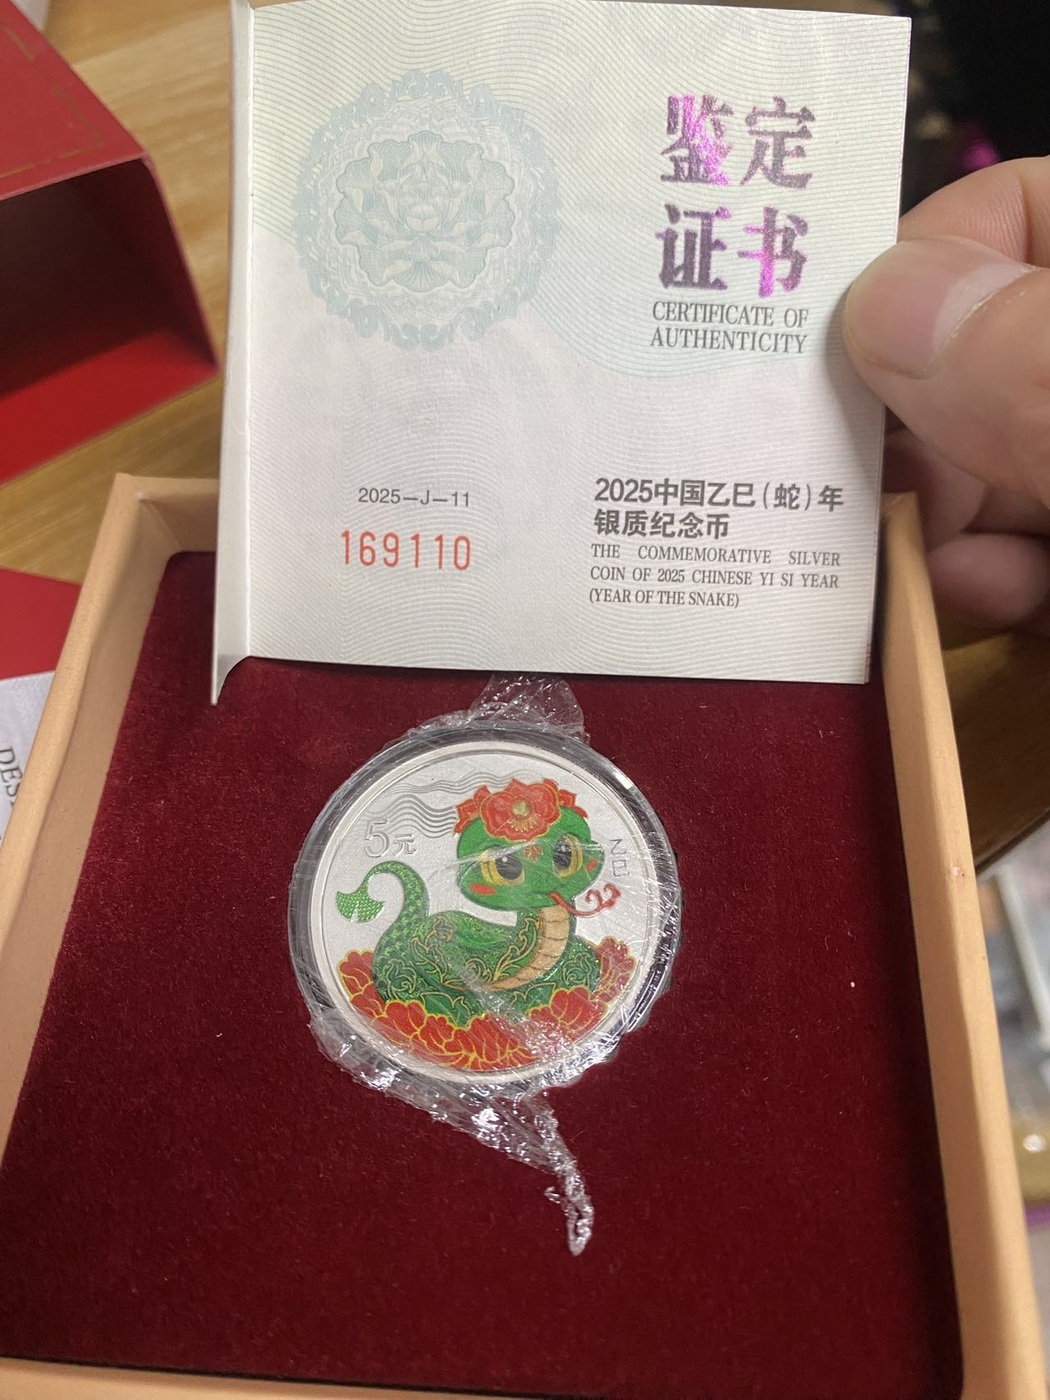 鉴定
证书
CERTIFICATE OF
AUTHENTICITY
2025-J-11
169110
2025中国乙巳(蛇)年
银质纪念币
THE COMMEMORATIVE SILVER
COIN OF 2025 CHINESE YI SI YEAR
(YEAR OF THE SNAKE)
5元
乙巳
DES